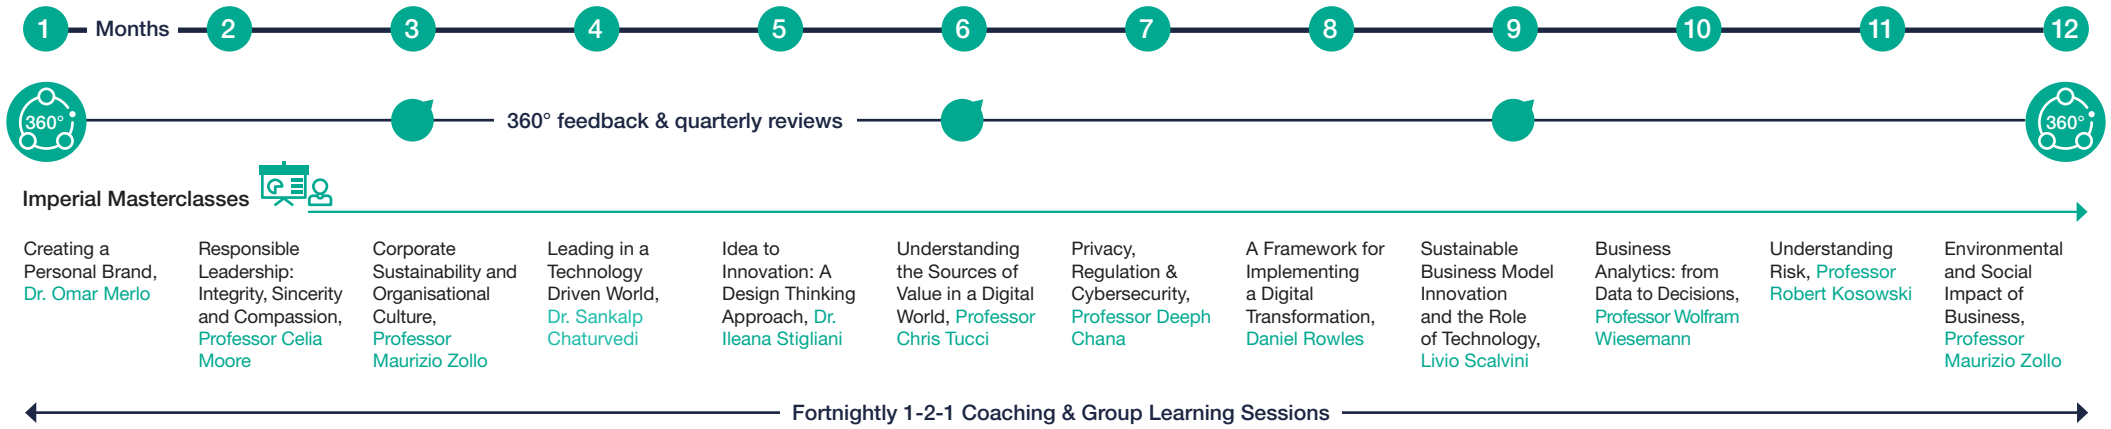 1 Months 2 3 4 5 6 7 8 9 10 11 12
360° 360° feedback & quarterly reviews 360°
Imperial Masterclasses
Creating a
Personal Brand,
Dr. Omar Merlo
Responsible
Leadership:
Integrity, Sincerity
and Compassion,
Professor Celia
Moore
Corporate
Sustainability and
Organisational
Culture,
Professor
Maurizio Zollo
Leading in a
Technology
Driven World,
Dr. Sankalp
Chaturvedi
Idea to
Innovation: A
Design Thinking
Approach, Dr.
Ileana Stigliani
Understanding
the Sources of
Value in a Digital
World, Professor
Chris Tucci
Privacy,
Regulation &
Cybersecurity,
Professor Deeph
Chana
A Framework for
Implementing
a Digital
Transformation,
Daniel Rowles
Sustainable
Business Model
Innovation
and the Role
of Technology,
Livio Scalvini
Business
Analytics: from
Data to Decisions,
Professor Wolfram
Wiesemann
Understanding
Risk, Professor
Robert Kosowski
Environmental
and Social
Impact of
Business,
Professor
Maurizio Zollo
Fortnightly 1-2-1 Coaching & Group Learning Sessions